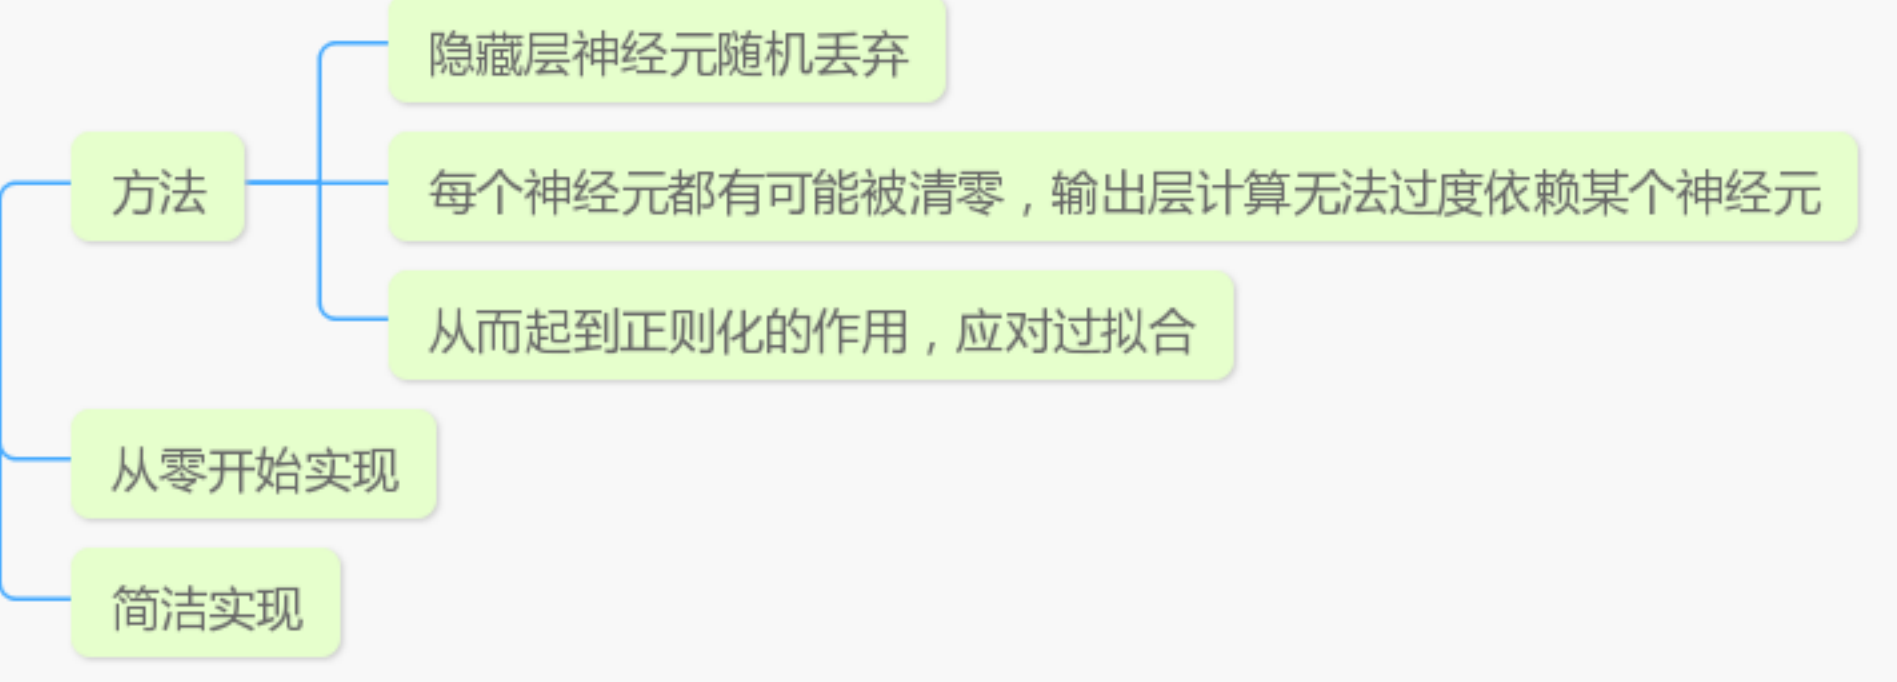 隐藏层神经元随机丢弃
方法
每个神经元都有可能被清零，输出层计算无法过度依赖某个神经元
从而起到正则化的作用，应对过拟合
从零开始实现
简洁实现